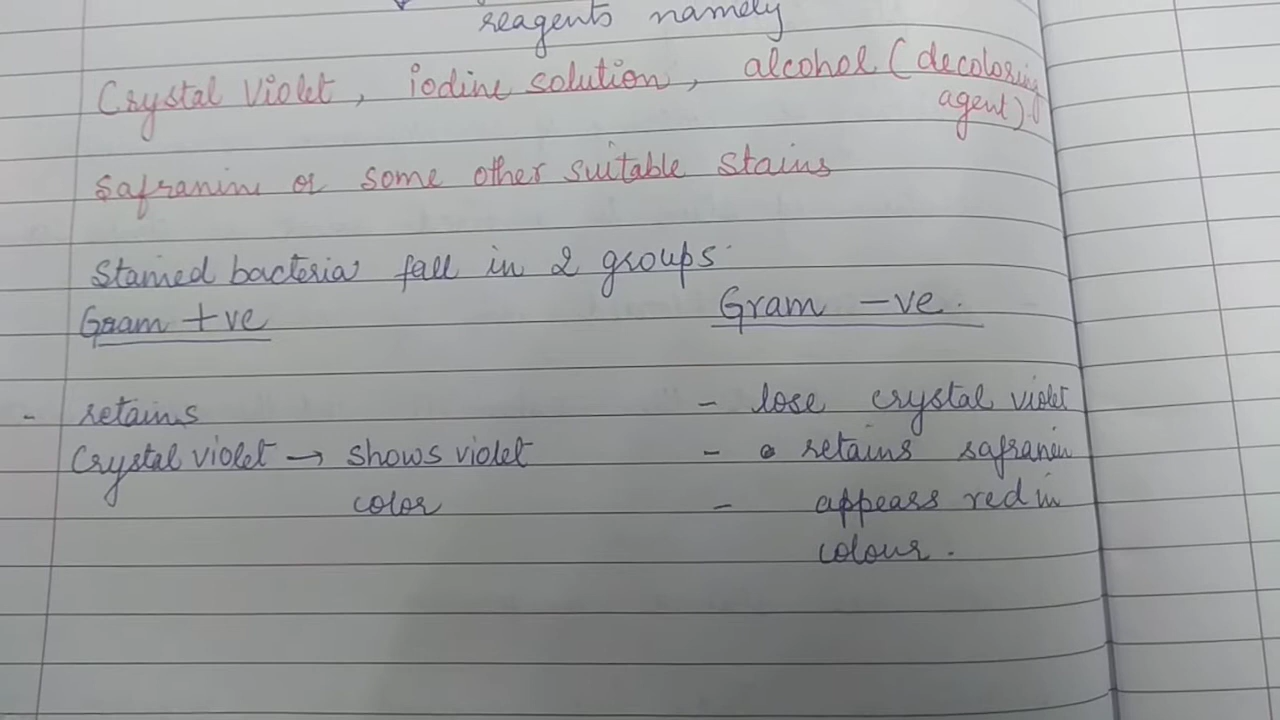 reagents namely
Crystal Violet, iodine solution, alcohol (decoloring
agent).
Safranin or some other suitable stains
Stained bacteria fall in 2 groups.
Gram +ve Gram -ve.
- retains - lose crystal violet
Crystal violet → shows violet - retains safranin
color - appears red in
colour.